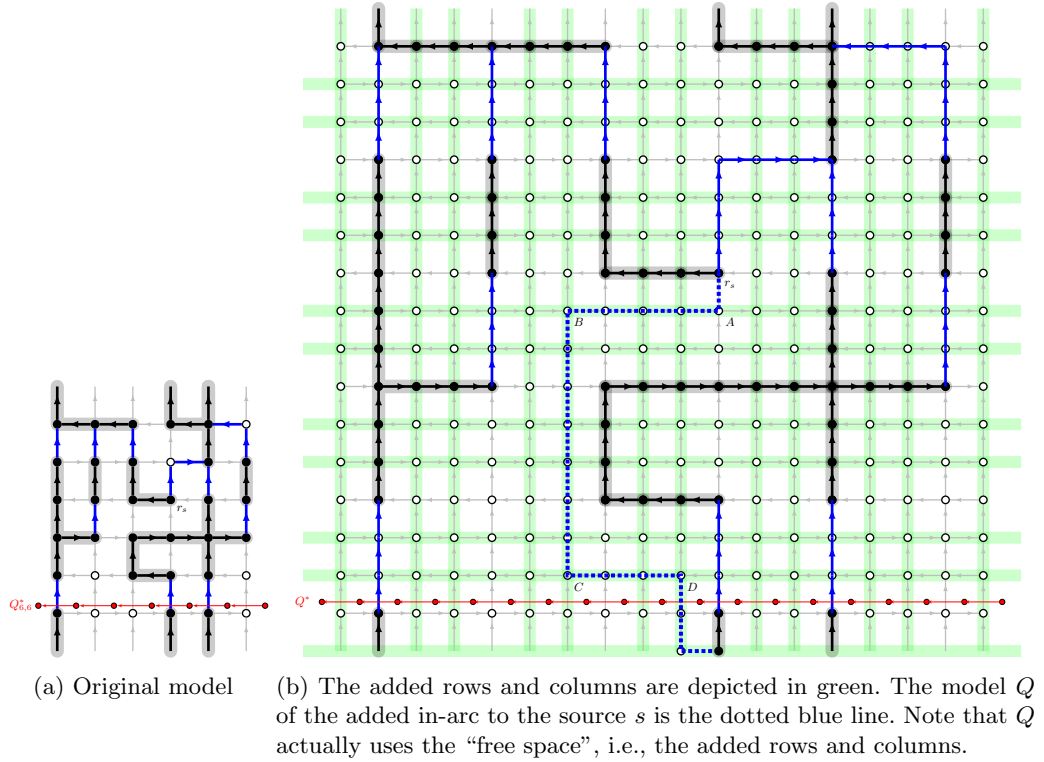 r_s
B
A
r_s
C
D
Q*_{6,6}
Q*
(a) Original model
(b) The added rows and columns are depicted in green. The model Q
of the added in-arc to the source s is the dotted blue line. Note that Q
actually uses the “free space”, i.e., the added rows and columns.